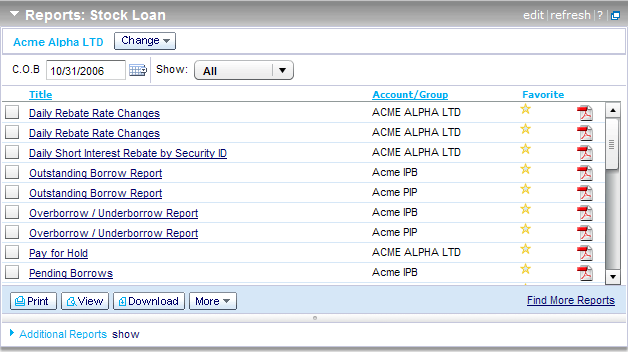 Reports: Stock Loan edit | refresh | ? |
Acme Alpha LTD Change
C.O.B 10/31/2006 Show: All
Title Account/Group Favorite
Daily Rebate Rate Changes ACME ALPHA LTD
Daily Rebate Rate Changes ACME ALPHA LTD
Daily Short Interest Rebate by Security ID ACME ALPHA LTD
Outstanding Borrow Report Acme IPB
Outstanding Borrow Report Acme PIP
Overborrow / Underborrow Report Acme IPB
Overborrow / Underborrow Report Acme PIP
Pay for Hold ACME ALPHA LTD
Pending Borrows Acme IPB
Print View Download More Find More Reports
Additional Reports show